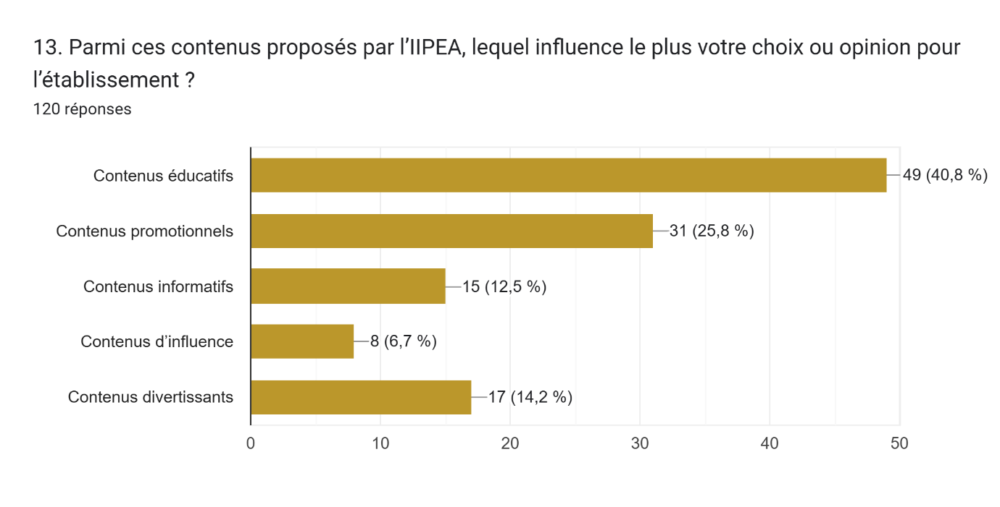 13. Parmi ces contenus proposés par l’IIPEA, lequel influence le plus votre choix ou opinion pour
l’établissement ?
120 réponses
Contenus éducatifs 49 (40,8 %)
Contenus promotionnels 31 (25,8 %)
Contenus informatifs 15 (12,5 %)
Contenus d’influence 8 (6,7 %)
Contenus divertissants 17 (14,2 %)
0 10 20 30 40 50